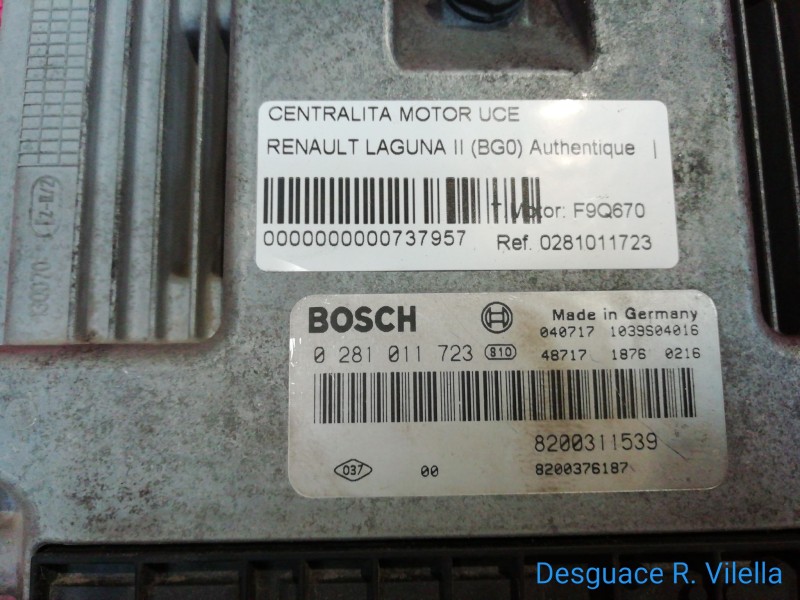 CENTRALITA MOTOR UCE
RENAULT LAGUNA II (BG0) Authentique |
Motor: F9Q670
0000000000737957
Ref. 0281011723
BOSCH
Made in Germany
040717 1039S04016
0 281 011 723 S10
48717 1876 0216
8200311539
037
00
8200376187
Desguace R. Vilella